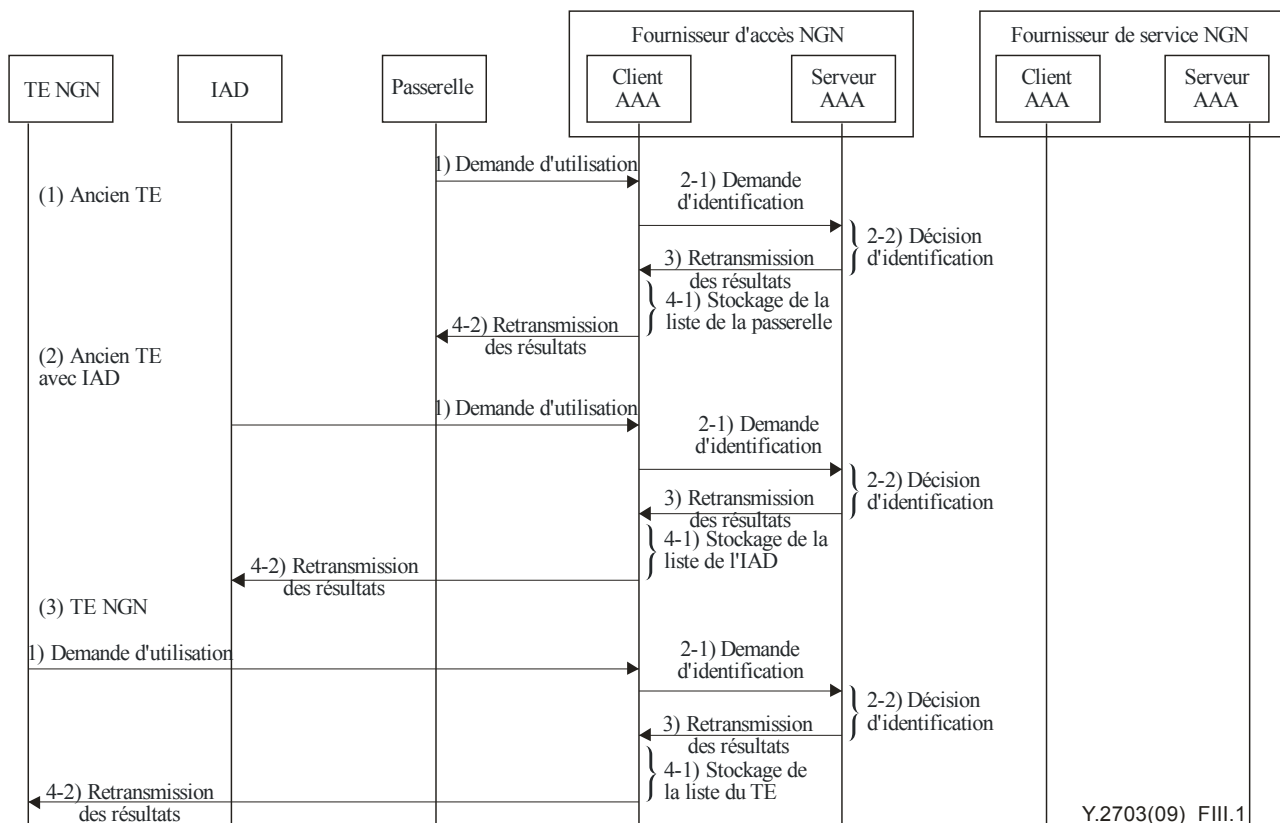 Fournisseur d'accès NGN
Fournisseur de service NGN
TE NGN
IAD
Passerelle
Client
AAA
Serveur
AAA
Client
AAA
Serveur
AAA
1) Demande d'utilisation
(1) Ancien TE
2-1) Demande
d'identification
2-2) Décision
d'identification
3) Retransmission
des résultats
4-1) Stockage de la
liste de la passerelle
4-2) Retransmission
des résultats
(2) Ancien TE
avec IAD
1) Demande d'utilisation
2-1) Demande
d'identification
2-2) Décision
d'identification
3) Retransmission
des résultats
4-1) Stockage de la
liste de l'IAD
4-2) Retransmission
des résultats
(3) TE NGN
1) Demande d'utilisation
2-1) Demande
d'identification
2-2) Décision
d'identification
3) Retransmission
des résultats
4-1) Stockage de
la liste du TE
4-2) Retransmission
des résultats
Y.2703(09)_FIII.1